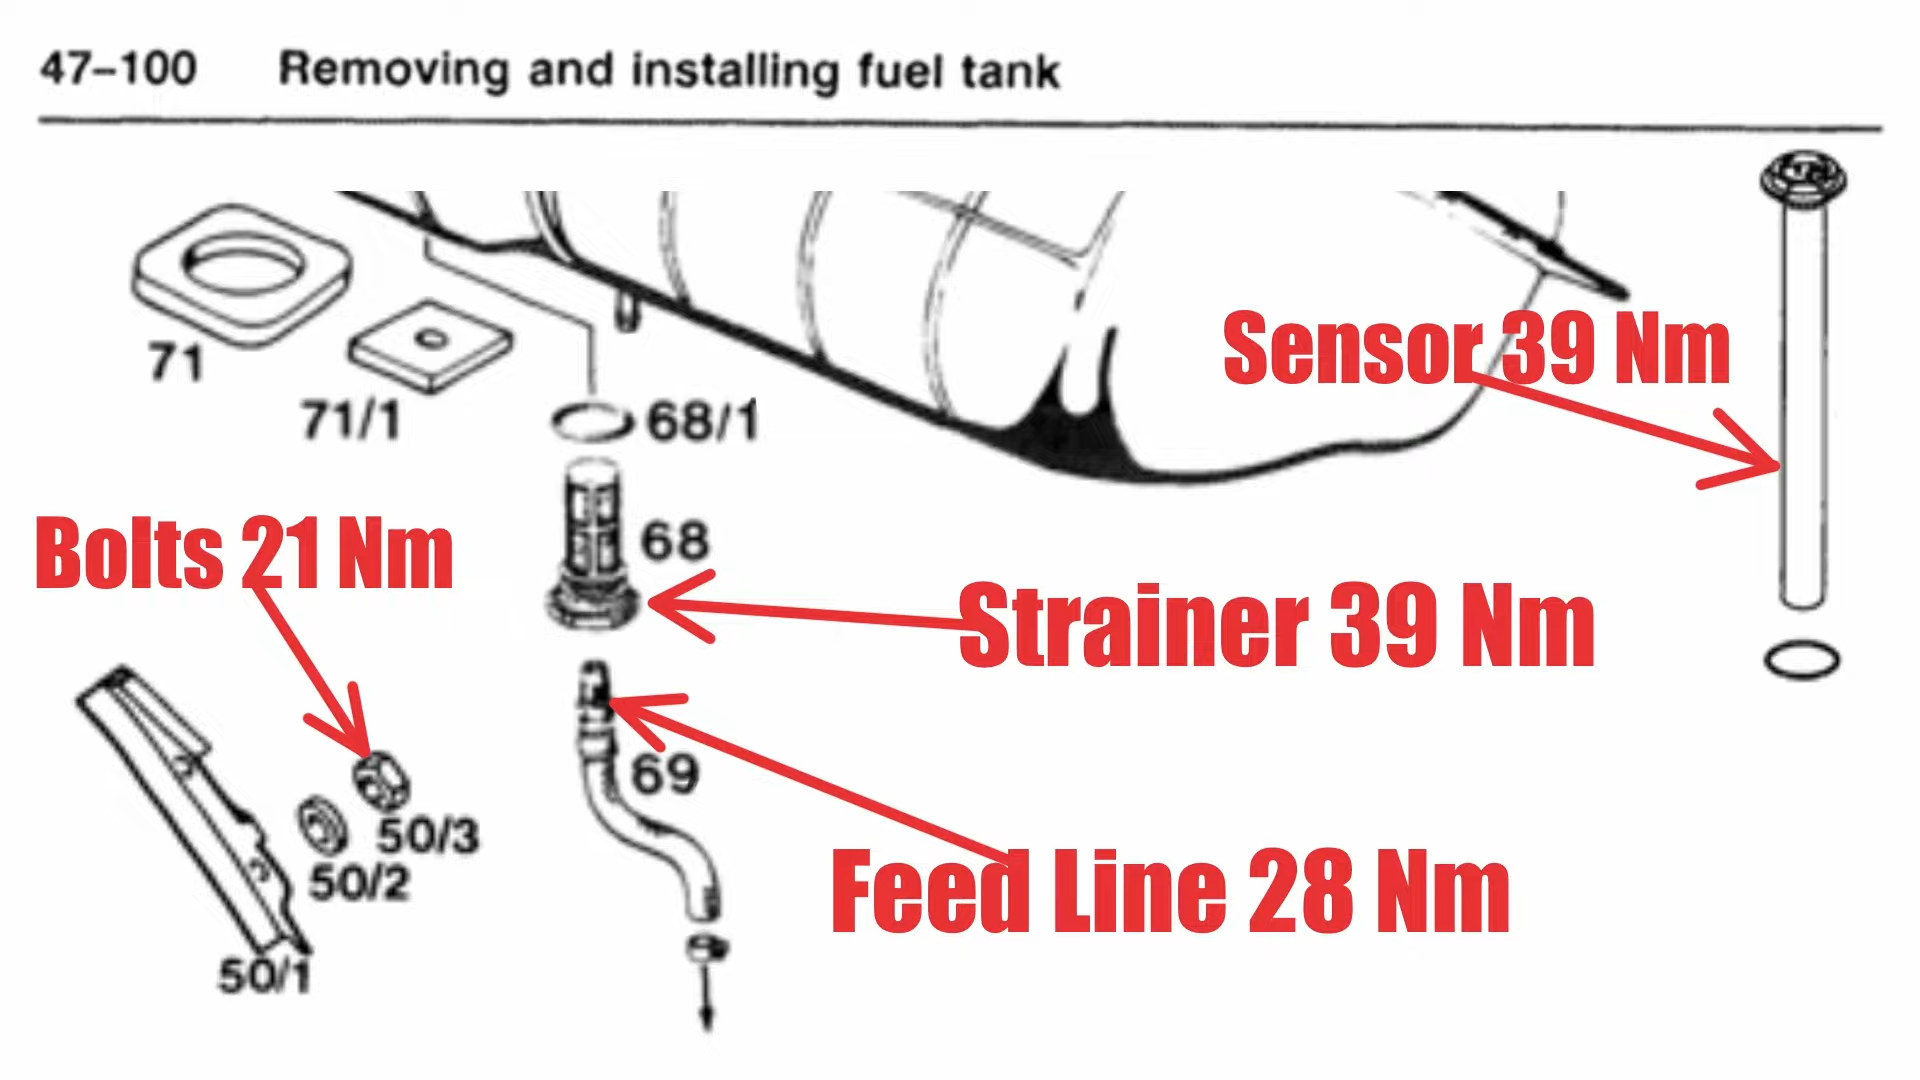 47–100 Removing and installing fuel tank
71
71/1
68/1
Sensor 39 Nm
68
Bolts 21 Nm
Strainer 39 Nm
69
50/3
50/2
Feed Line 28 Nm
50/1